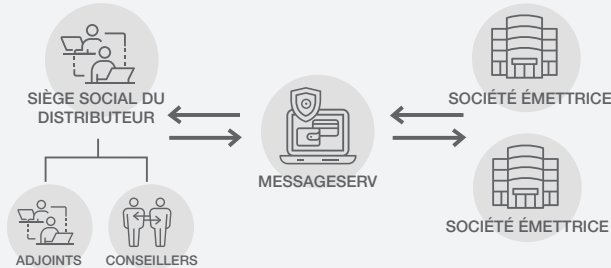 SIÈGE SOCIAL DU
DISTRIBUTEUR
ADJOINTS
CONSEILLERS
MESSAGESERV
SOCIÉTÉ ÉMETTRICE
SOCIÉTÉ ÉMETTRICE